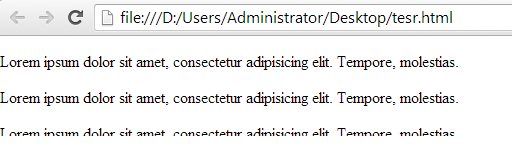 file:///D:/Users/Administrator/Desktop/tesr.html
Lorem ipsum dolor sit amet, consectetur adipisicing elit. Tempore, molestias.
Lorem ipsum dolor sit amet, consectetur adipisicing elit. Tempore, molestias.
Lorem ipsum dolor sit amet, consectetur adipisicing elit. Tempore, molestias.